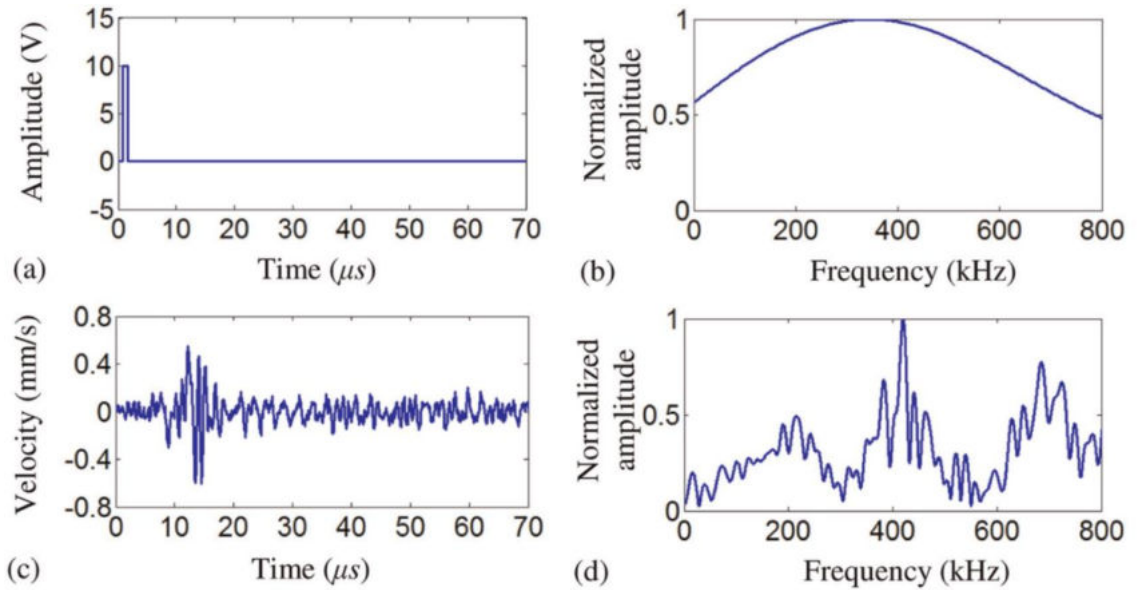 Amplitude (V)
15
10
5
0
-5
0 10 20 30 40 50 60 70
(a) Time (μs)
Normalized
amplitude
1
0.5
1
0 200 400 600 800
(b) Frequency (kHz)
Velocity (mm/s)
0.8
0.4
0
-0.4
-0.8
0 10 20 30 40 50 60 70
(c) Time (μs)
Normalized
amplitude
1
0.5
0
0 200 400 600 800
(d) Frequency (kHz)